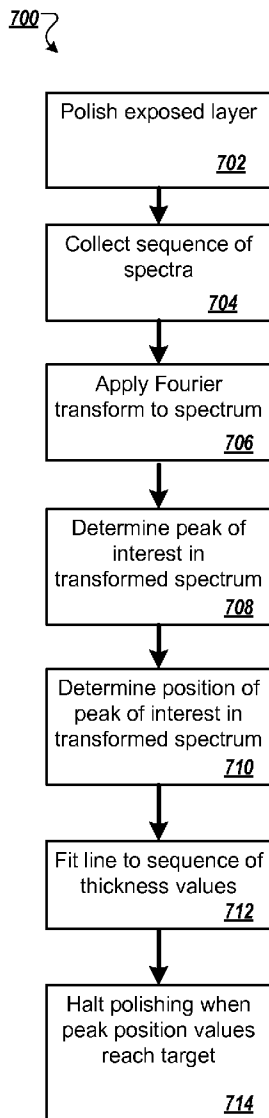 700
Polish exposed layer
702
Collect sequence of
spectra
704
Apply Fourier
transform to spectrum
706
Determine peak of
interest in
transformed spectrum
708
Determine position of
peak of interest in
transformed spectrum
710
Fit line to sequence of
thickness values
712
Halt polishing when
peak position values
reach target
714